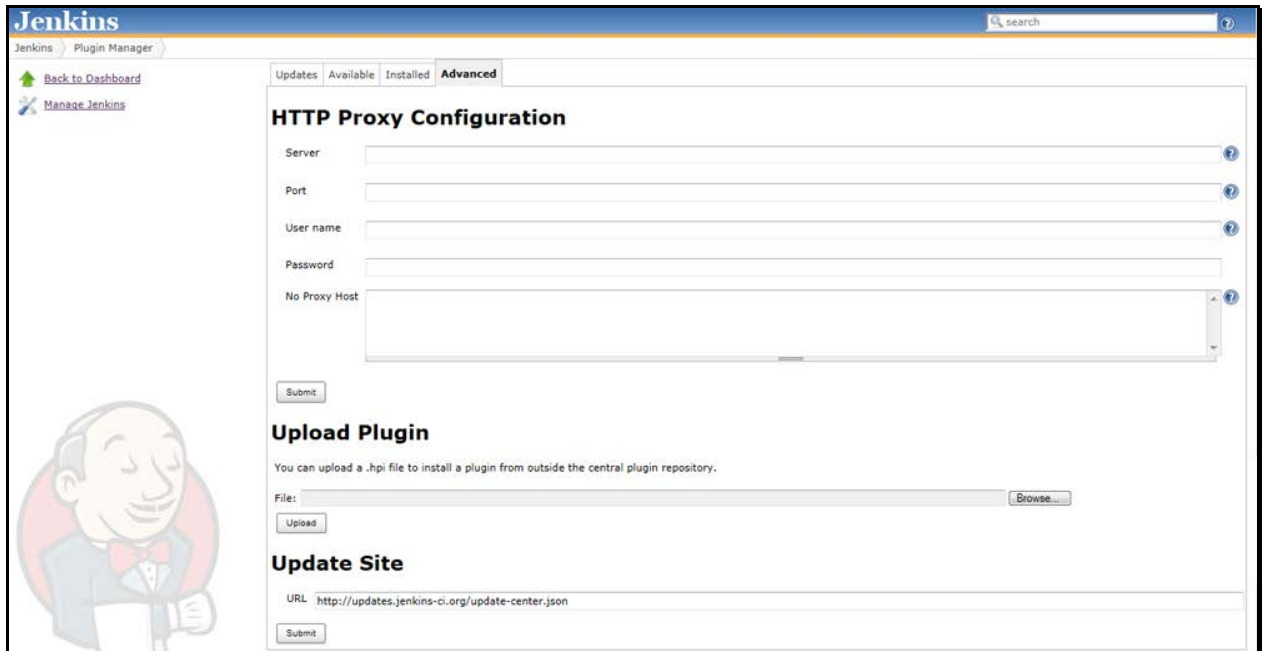 Jenkins
search
Jenkins Plugin Manager
Back to Dashboard
Manage Jenkins
Updates Available Installed Advanced
HTTP Proxy Configuration
Server
Port
User name
Password
No Proxy Host
Submit
Upload Plugin
You can upload a .hpi file to install a plugin from outside the central plugin repository.
File: Browse...
Upload
Update Site
URL http://updates.jenkins-ci.org/update-center.json
Submit